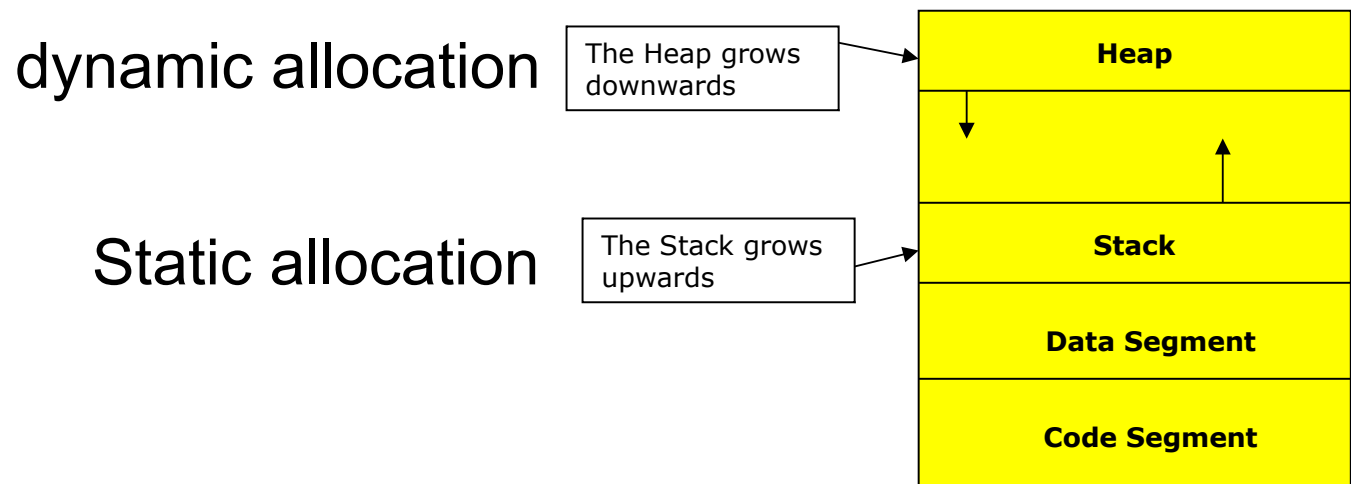 dynamic allocation
The Heap grows
downwards
Heap
Static allocation
The Stack grows
upwards
Stack
Data Segment
Code Segment